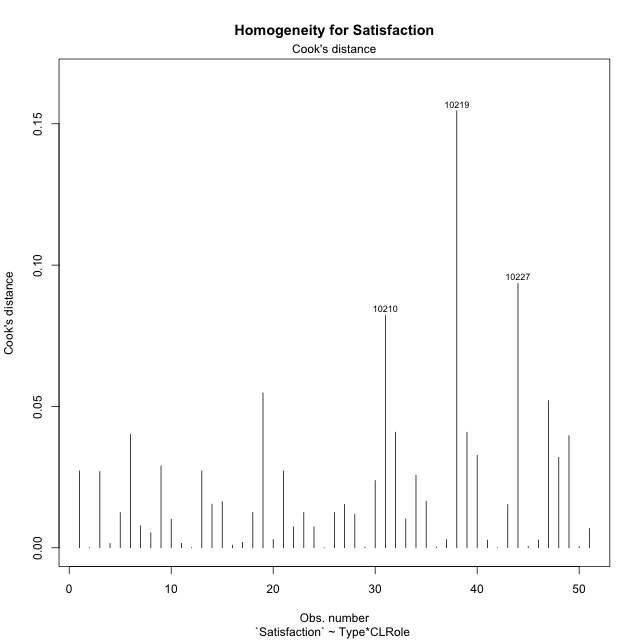 Homogeneity for Satisfaction
Cook's distance
10219
10227
10210
Cook's distance
0.15
0.10
0.05
0.00
0 10 20 30 40 50
Obs. number
`Satisfaction` ~ Type*CLRole